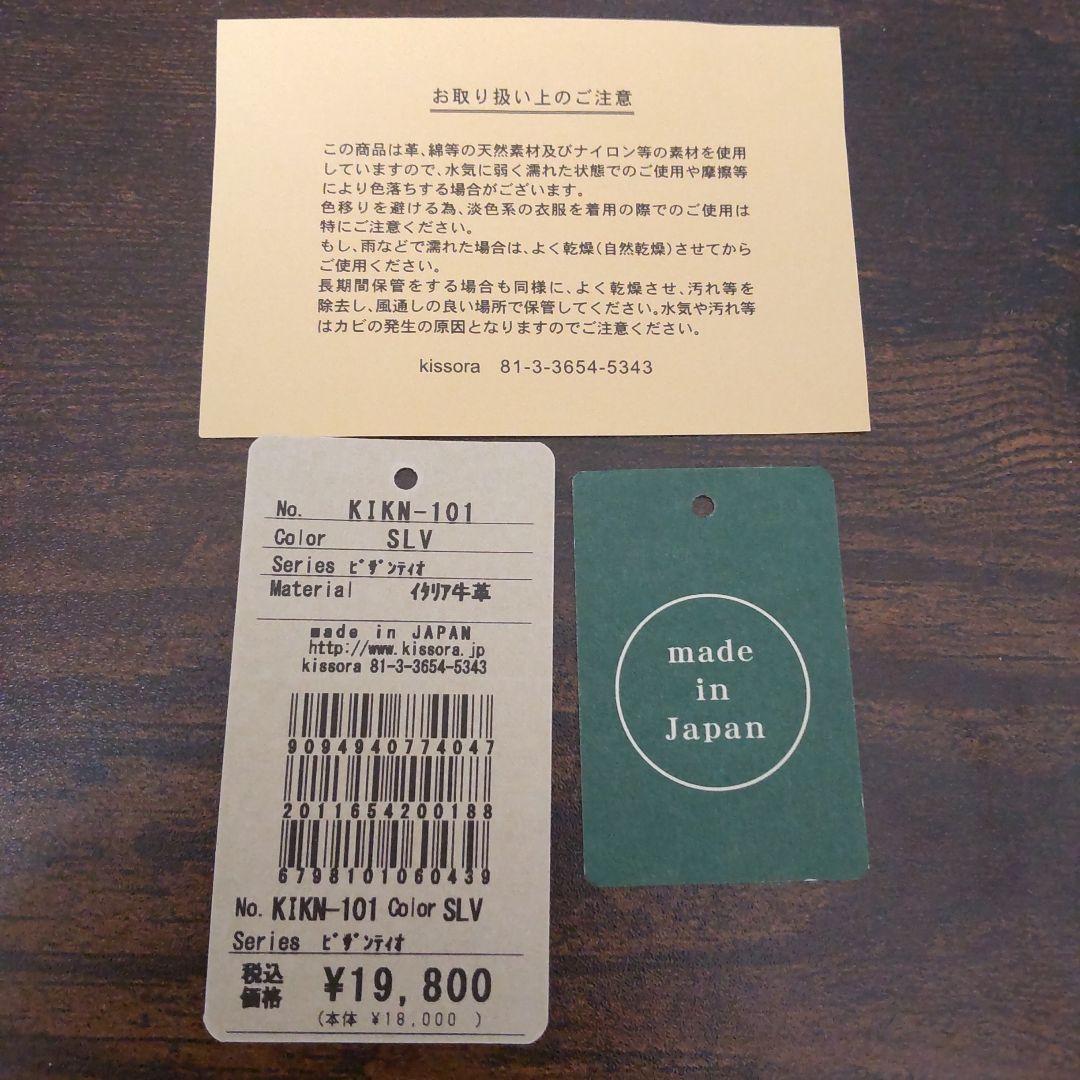 お取り扱い上のご注意
この商品は革、綿等の天然素材及びナイロン等の素材を使用
していますので、水気に弱く濡れた状態でのご使用や摩擦等
により色落ちする場合がございます。
色移りを避ける為、淡色系の衣服を着用の際でのご使用は
特にご注意ください。
もし、雨などで濡れた場合は、よく乾燥(自然乾燥)させてから
ご使用ください。
長期間保管をする場合も同様に、よく乾燥させ、汚れ等を
除去し、風通しの良い場所で保管してください。水気や汚れ等
はカビの発生の原因となりますのでご注意ください。
kissora 81-3-3654-5343
No. KIKN-101
Color SLV
Series ﾋﾞｻﾞﾝﾃｨｵ
Material ｲﾀﾘｱ牛革
made in JAPAN
http://www.kissora.jp
kissora 81-3-3654-5343
9094940774047
2011654200188
6798101060439
No. KIKN-101 Color SLV
Series ﾋﾞｻﾞﾝﾃｨｵ
税込
価格 ¥19,800
(本体 ¥18,000 )
made
in
Japan